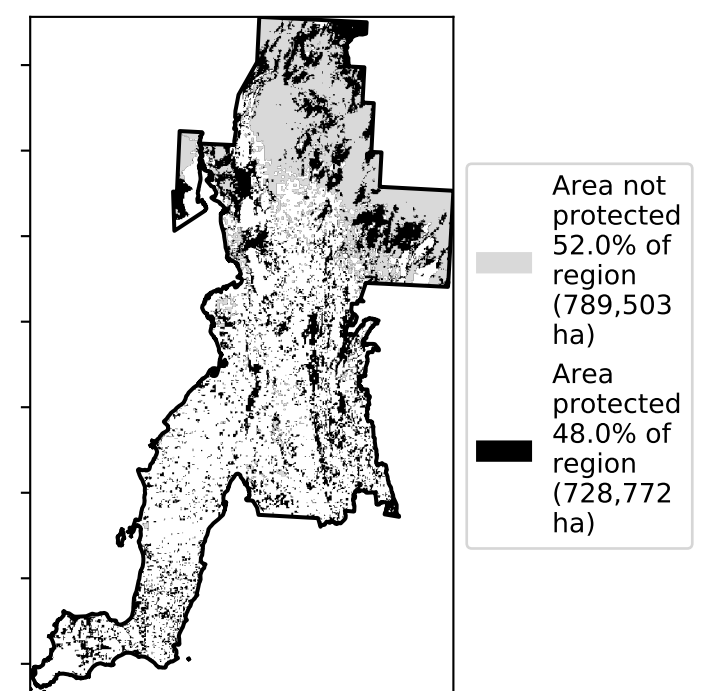 Area not
protected
52.0% of
region
(789,503
ha)
Area
protected
48.0% of
region
(728,772
ha)